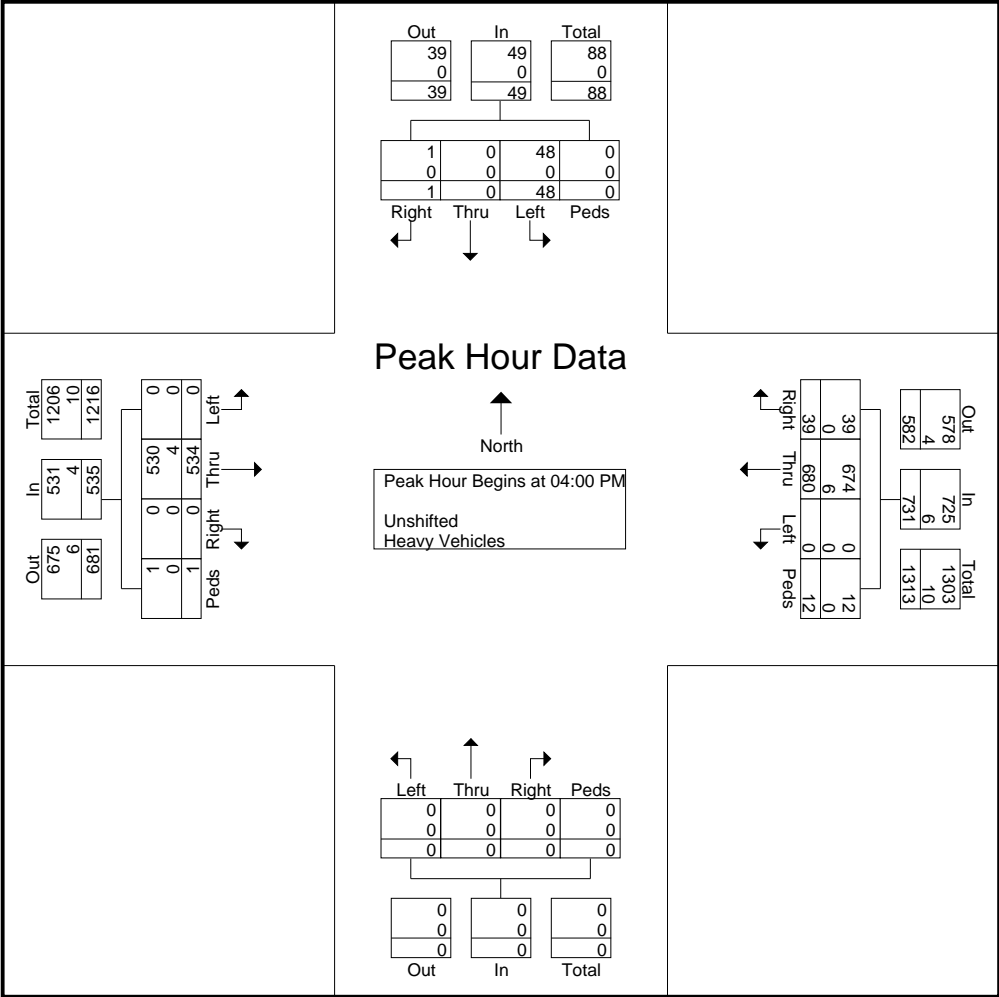 Out In Total
39 49 88
0 0 0
39 49 88
1 0 48 0
0 0 0 0
1 0 48 0
Right Thru Left Peds
Peak Hour Data
North
Peak Hour Begins at 04:00 PM
Unshifted
Heavy Vehicles
Total In Out
1206 531 675
10 4 6
1216 535 681
0 530 0 1
0 4 0 0
0 534 0 1
Left Thru Right Peds
Out In Total
578 725 1303
4 6 10
582 731 1313
39 674 0 12
0 6 0 0
39 680 0 12
Right Thru Left Peds
Left Thru Right Peds
0 0 0 0
0 0 0 0
0 0 0 0
0 0 0
0 0 0
0 0 0
Out In Total